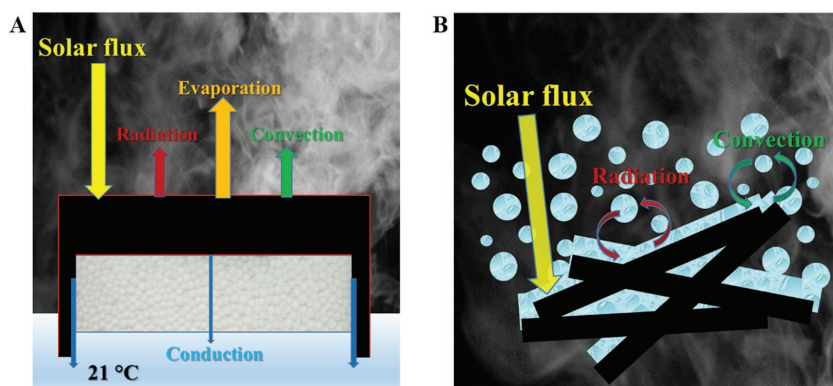 A
Solar flux
Evaporation
Radiation
Convection
Conduction
21 °C
B
Solar flux
Convection
Radiation